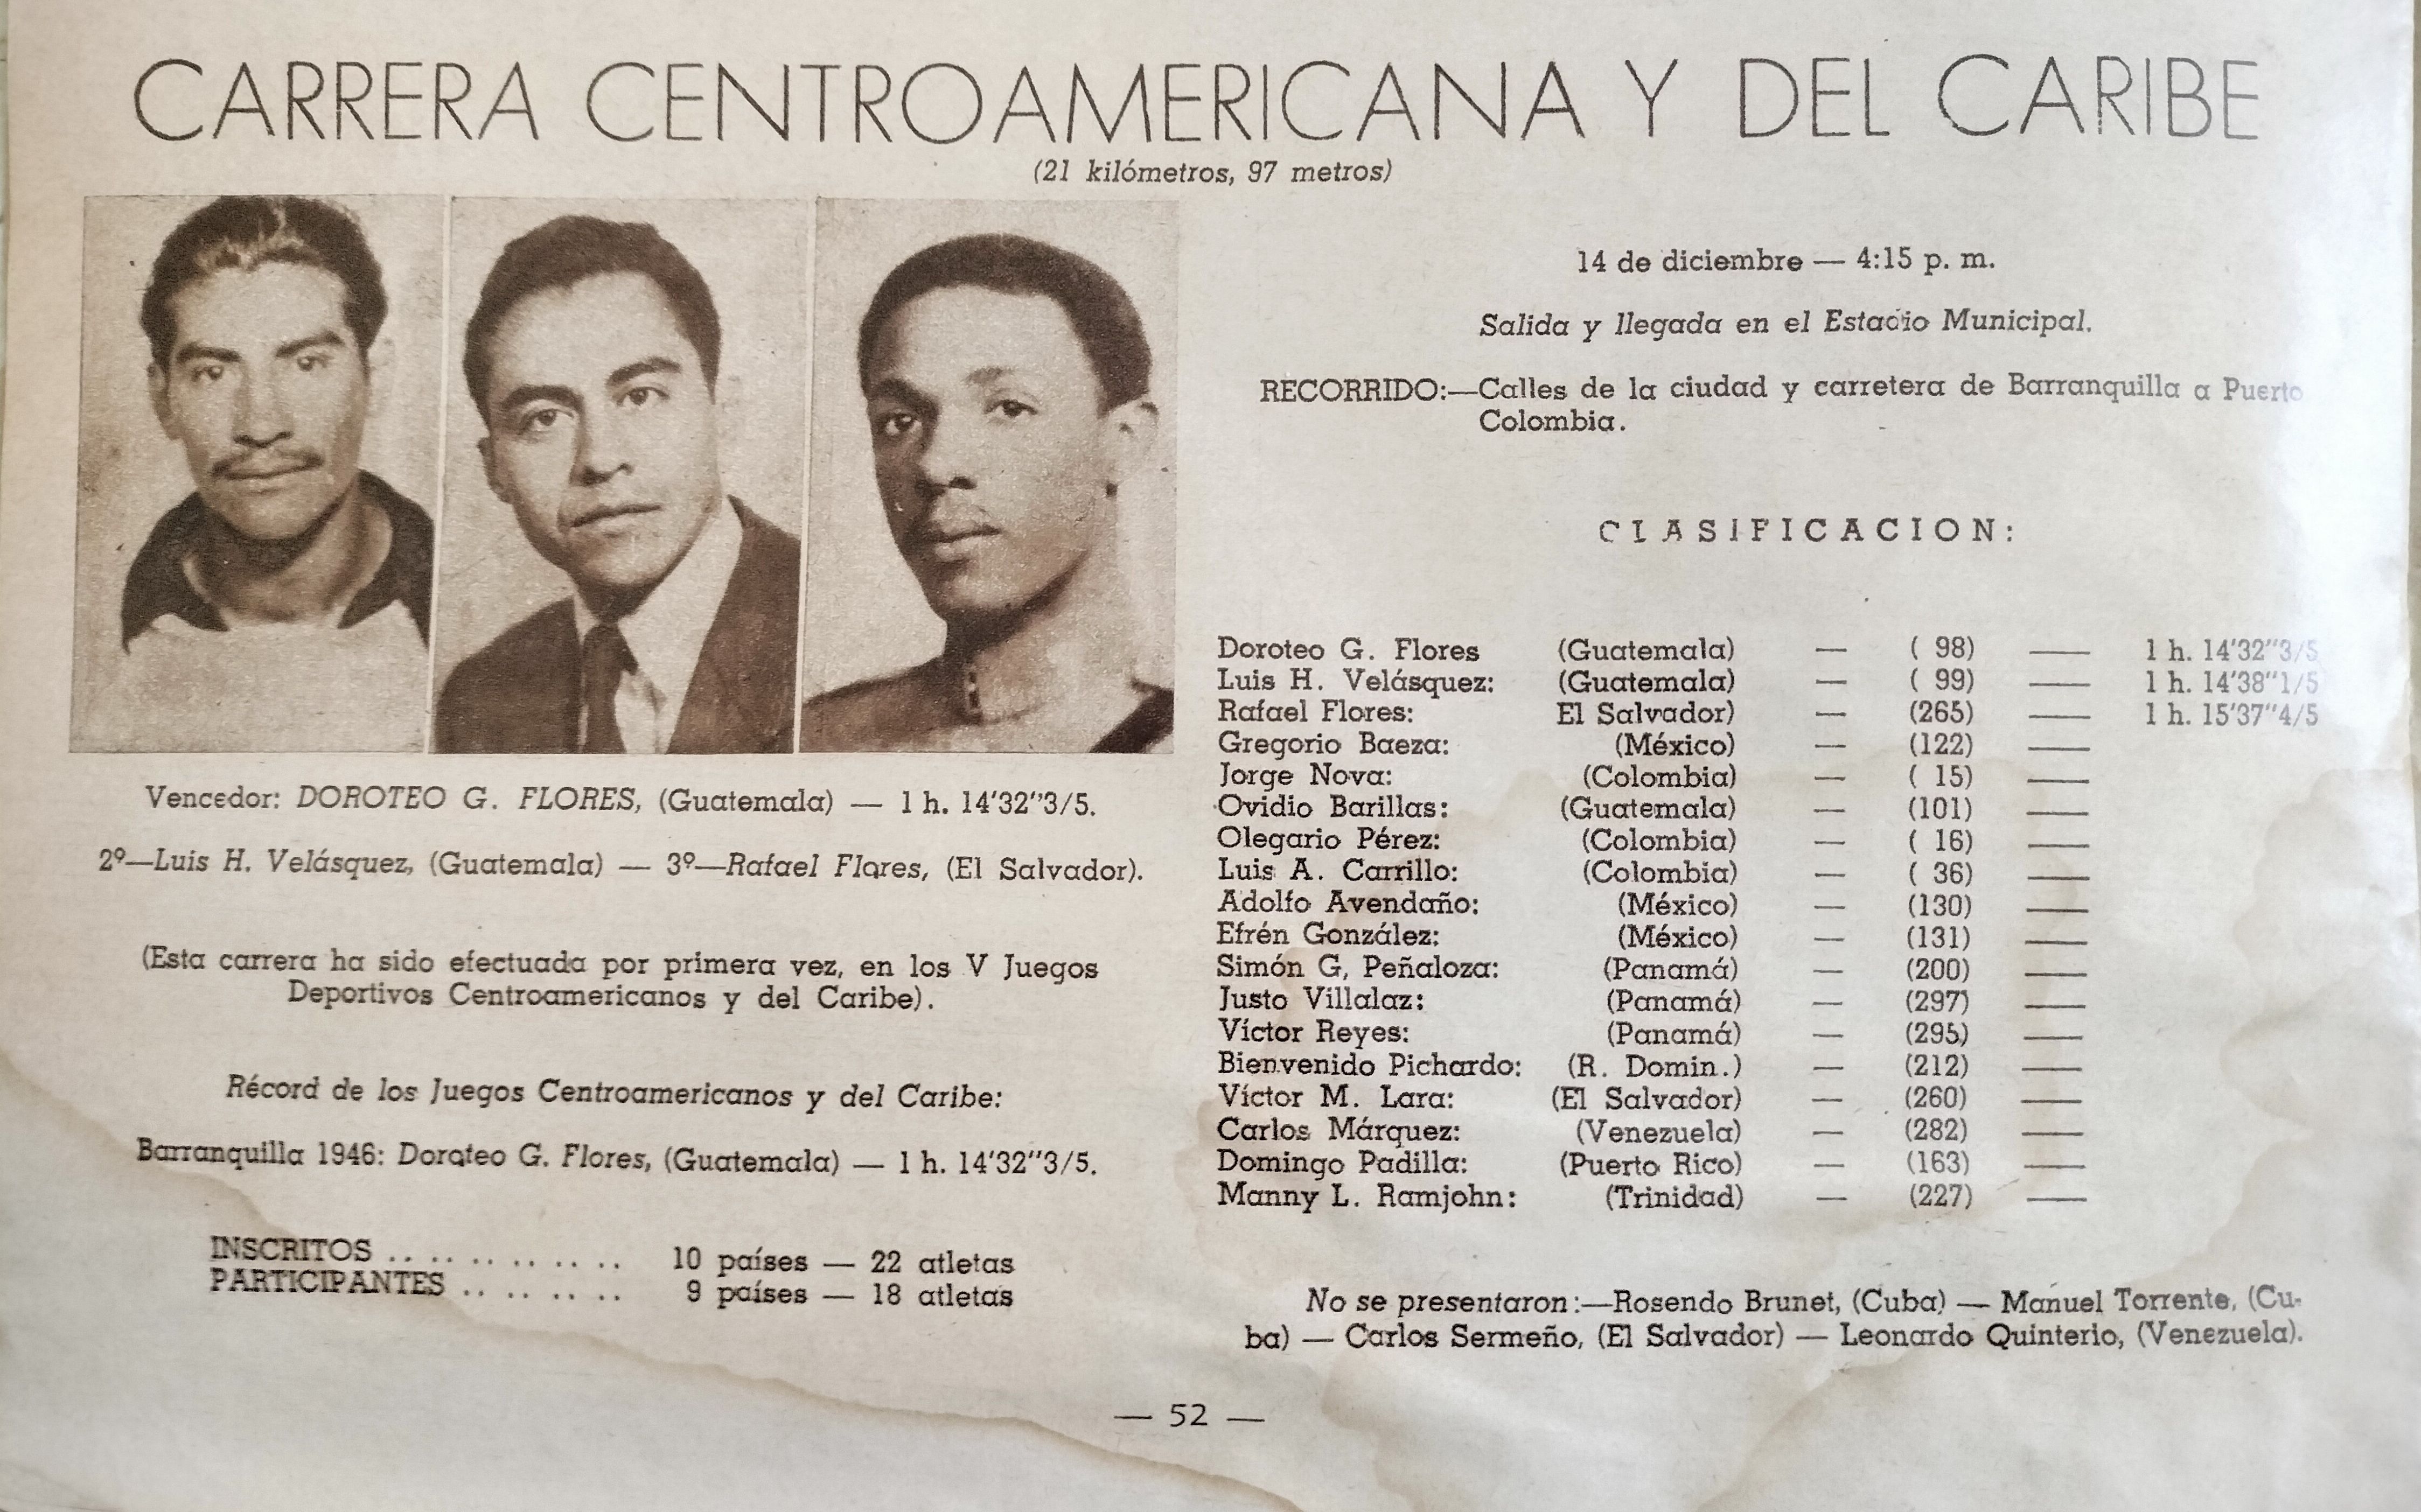 CARRERA CENTROAMERICANA Y DEL CARIBE
(21 kilómetros, 97 metros)
Vencedor: DOROTEO G. FLORES, (Guatemala) — 1 h. 14'32"3/5.
2º—Luis H. Velásquez, (Guatemala) — 3º—Rafael Flores, (El Salvador).
(Esta carrera ha sido efectuada por primera vez, en los V Juegos
Deportivos Centroamericanos y del Caribe).
Récord de los Juegos Centroamericanos y del Caribe:
Barranquilla 1946: Doroteo G. Flores, (Guatemala) — 1 h. 14'32"3/5.
INSCRITOS .. .. .. .. .. .. 10 países — 22 atletas
PARTICIPANTES .. .. .. .. 9 países — 18 atletas
14 de diciembre — 4:15 p. m.
Salida y llegada en el Estadio Municipal.
RECORRIDO:—Calles de la ciudad y carretera de Barranquilla a Puerto
Colombia.
CLASIFICACION:
Doroteo G. Flores (Guatemala) — ( 98) — 1 h. 14'32"3/5
Luis H. Velásquez: (Guatemala) — ( 99) — 1 h. 14'38"1/5
Rafael Flores: El Salvador) — (265) — 1 h. 15'37"4/5
Gregorio Baeza: (México) — (122) —
Jorge Nova: (Colombia) — ( 15) —
Ovidio Barillas: (Guatemala) — (101) —
Olegario Pérez: (Colombia) — ( 16) —
Luis A. Carrillo: (Colombia) — ( 36) —
Adolfo Avendaño: (México) — (130) —
Efrén González: (México) — (131) —
Simón G, Peñaloza: (Panamá) — (200) —
Justo Villalaz: (Panamá) — (297) —
Víctor Reyes: (Panamá) — (295) —
Bienvenido Pichardo: (R. Domin.) — (212) —
Víctor M. Lara: (El Salvador) — (260) —
Carlos Márquez: (Venezuela) — (282) —
Domingo Padilla: (Puerto Rico) — (163) —
Manny L. Ramjohn: (Trinidad) — (227) —
No se presentaron:—Rosendo Brunet, (Cuba) — Manuel Torrente, (Cu-
ba) — Carlos Sermeño, (El Salvador) — Leonardo Quinterio, (Venezuela).
— 52 —